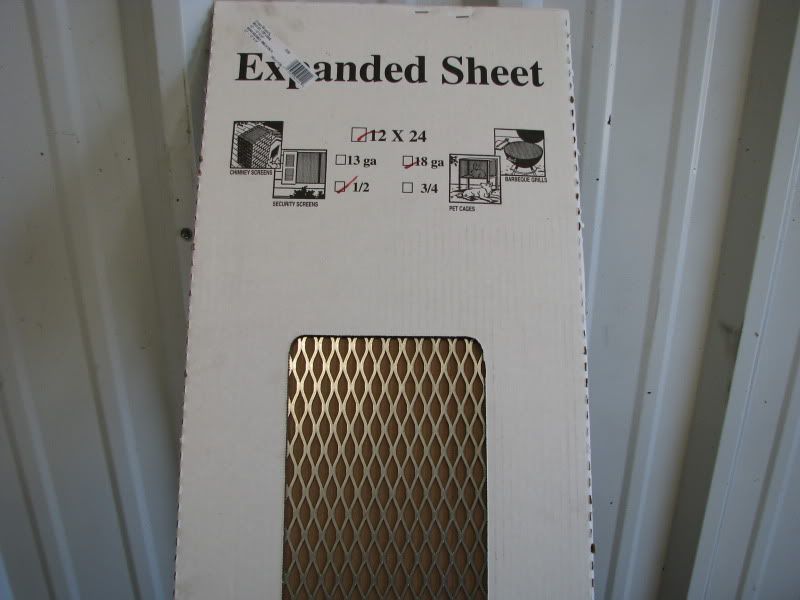 Expanded Sheet
12 X 24
13 ga
18 ga
1/2
3/4
CHIMNEY SCREENS
SECURITY SCREENS
PET CAGES
BARBEQUE GRILLS